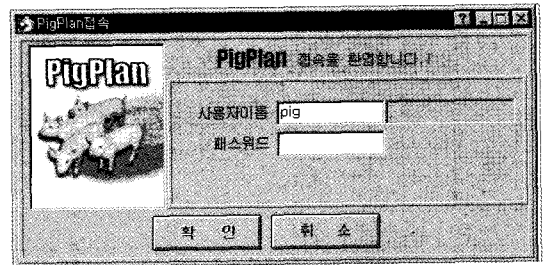 PigPlan접속
PigPlan
PigPlan 접속을 환영합니다.!
사용자이름 pig
패스워드
확 인 취 소